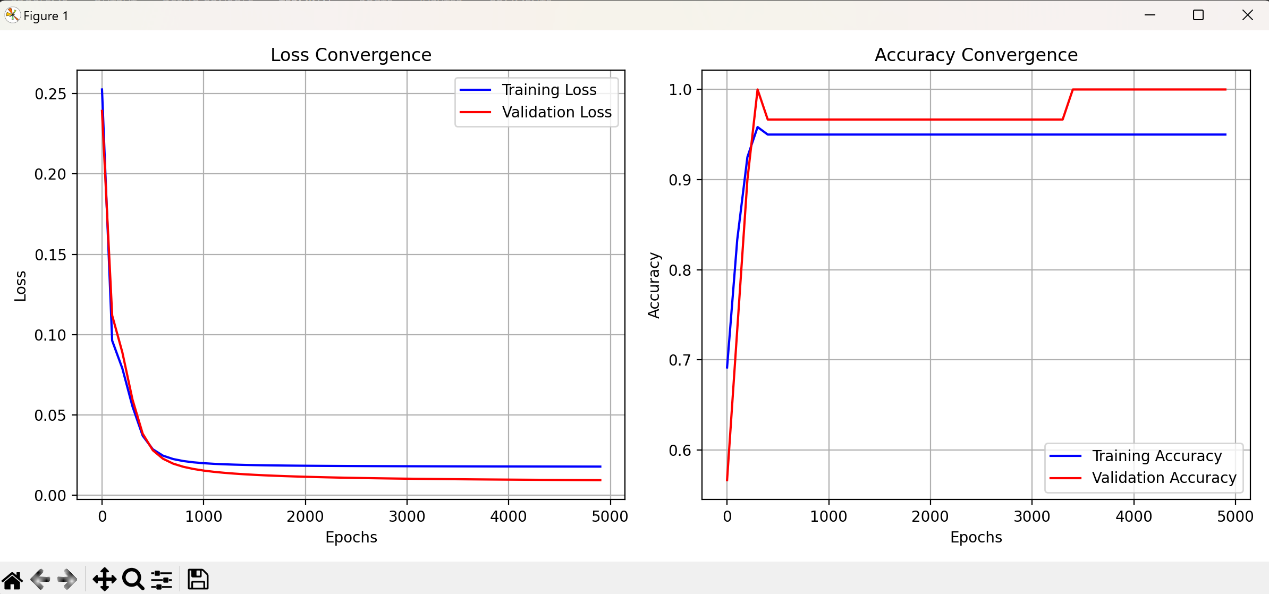 Figure 1
Loss Convergence
0.25
0.20
0.15
0.10
0.05
0.00
Loss
0 1000 2000 3000 4000 5000
Epochs
Training Loss
Validation Loss
Accuracy Convergence
1.0
0.9
0.8
0.7
0.6
Accuracy
0 1000 2000 3000 4000 5000
Epochs
Training Accuracy
Validation Accuracy